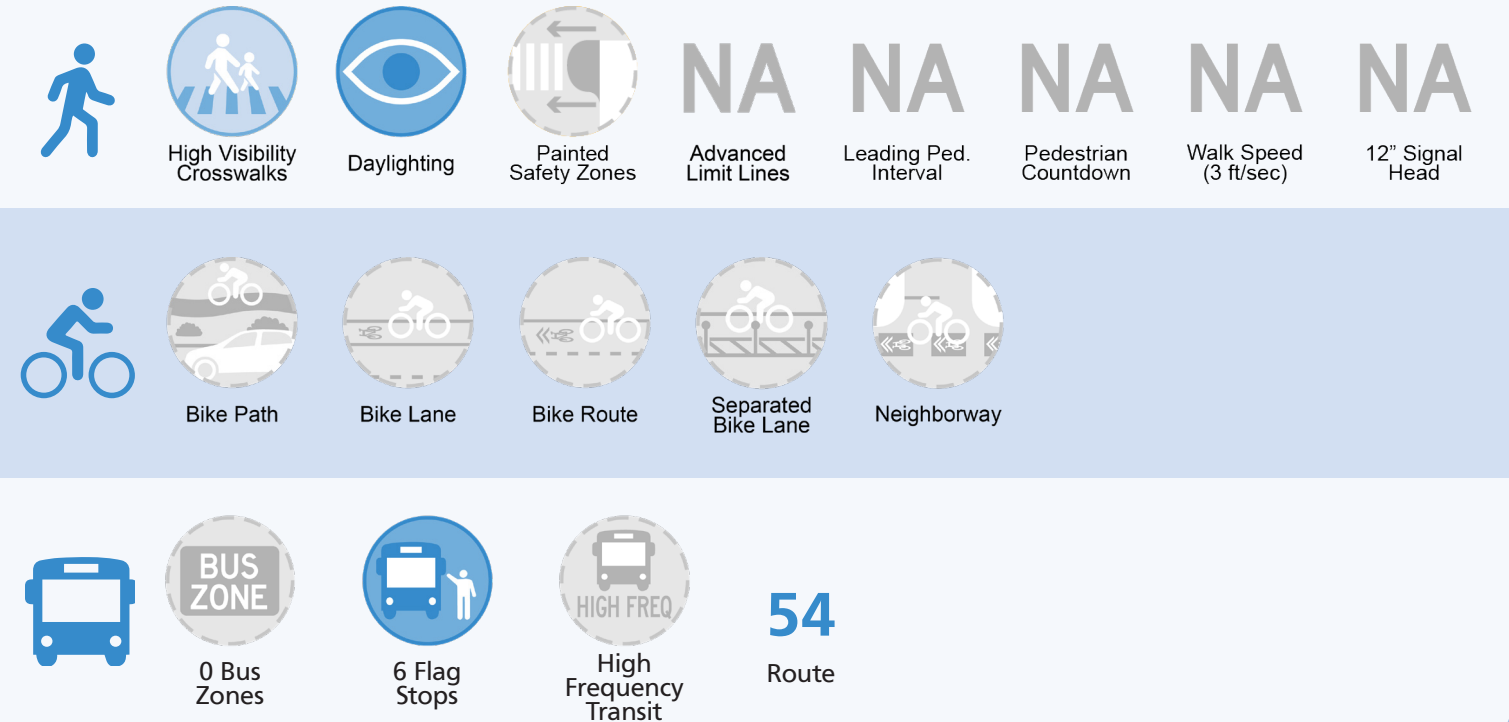 NA NA NA NA NA
High Visibility
Crosswalks
Daylighting
Painted
Safety Zones
Advanced
Limit Lines
Leading Ped.
Interval
Pedestrian
Countdown
Walk Speed
(3 ft/sec)
12” Signal
Head
Bike Path
Bike Lane
Bike Route
Separated
Bike Lane
Neighborway
BUS
ZONE
0 Bus
Zones
6 Flag
Stops
HIGH FREQ
High
Frequency
Transit
54
Route